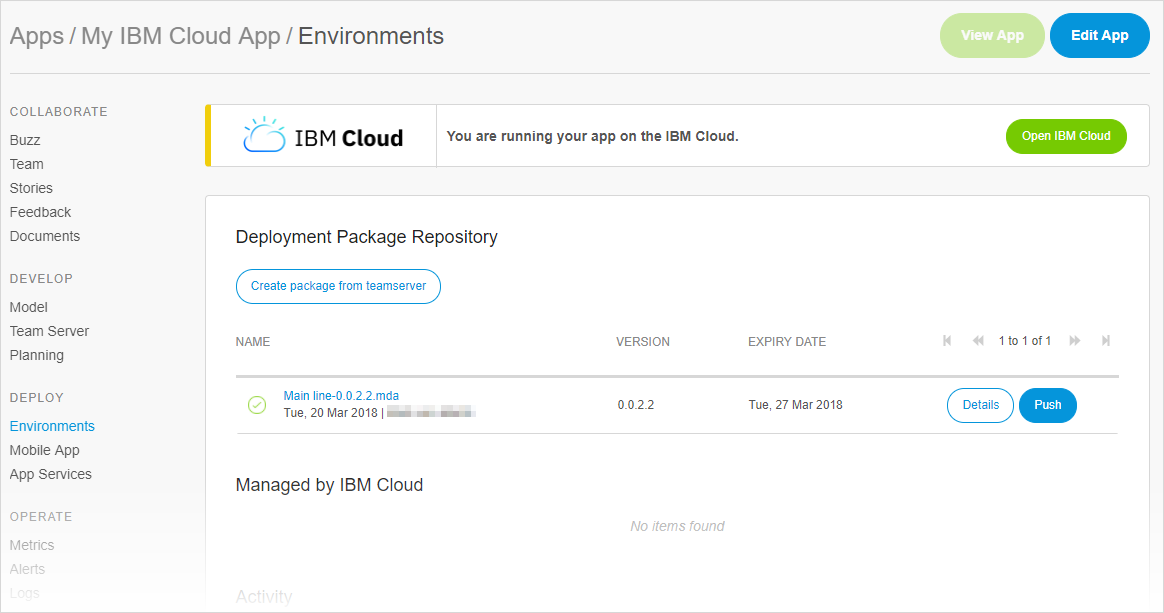 Apps / My IBM Cloud App / Environments
View App
Edit App
COLLABORATE
Buzz
Team
Stories
Feedback
Documents
DEVELOP
Model
Team Server
Planning
DEPLOY
Environments
Mobile App
App Services
OPERATE
Metrics
Alerts
Logs
IBM Cloud
You are running your app on the IBM Cloud.
Open IBM Cloud
Deployment Package Repository
Create package from teamserver
NAME VERSION EXPIRY DATE 1 to 1 of 1
Main line-0.0.2.2.mda
Tue, 20 Mar 2018 |
0.0.2.2
Tue, 27 Mar 2018
Details
Push
Managed by IBM Cloud
No items found
Activity